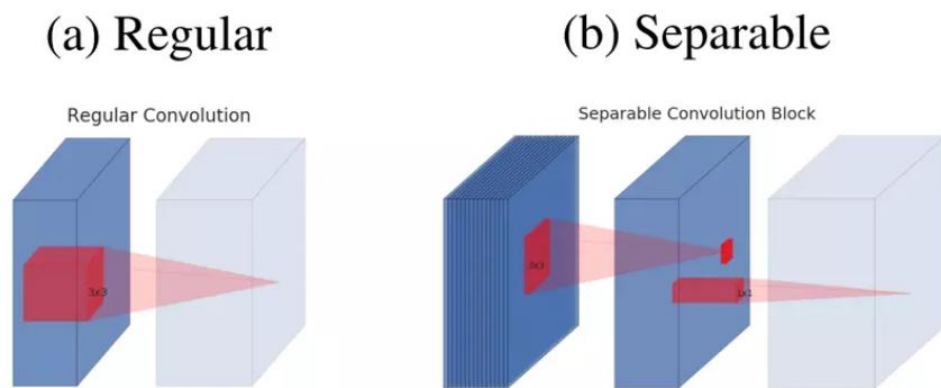 (a) Regular
(b) Separable
Regular Convolution
Separable Convolution Block
3x3
3x3
1x1